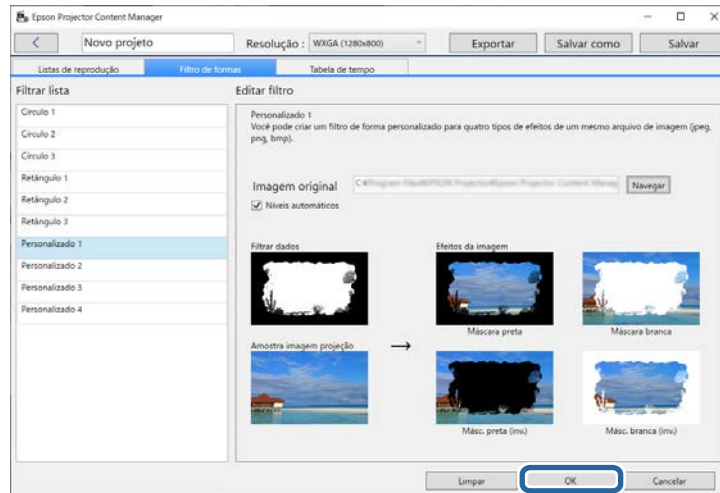 Epson Projector Content Manager
Novo projeto
Resolução :
WXGA (1280x800)
Exportar
Salvar como
Salvar
Listas de reprodução
Filtro de formas
Tabela de tempo
Filtrar lista
Círculo 1
Círculo 2
Círculo 3
Retângulo 1
Retângulo 2
Retângulo 3
Personalizado 1
Personalizado 2
Personalizado 3
Personalizado 4
Editar filtro
Personalizado 1
Você pode criar um filtro de forma personalizado para quatro tipos de efeitos de um mesmo arquivo de imagem (jpeg,
png, bmp).
Imagem original
Navegar
Níveis automáticos
Filtrar dados
Efeitos da imagem
Máscara preta
Máscara branca
Amostra imagem projeção
→
Másc. preta (inv.)
Másc. branca (inv.)
Limpar
OK
Cancelar